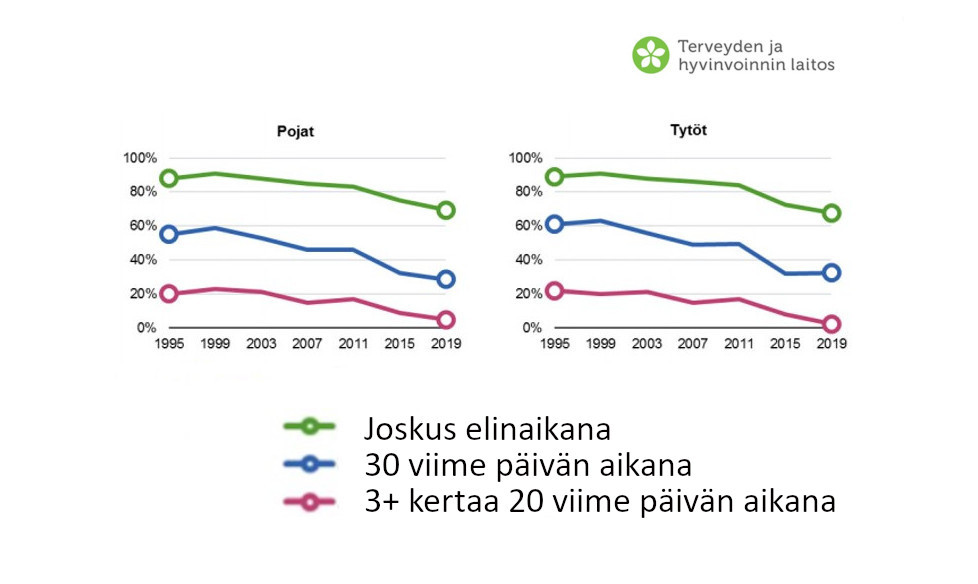 Terveyden ja
hyvinvoinnin laitos
Pojat
100%
80%
60%
40%
20%
0%
1995 1999 2003 2007 2011 2015 2019
Tytöt
100%
80%
60%
40%
20%
0%
1995 1999 2003 2007 2011 2015 2019
Joskus elinaikana
30 viime päivän aikana
3+ kertaa 20 viime päivän aikana